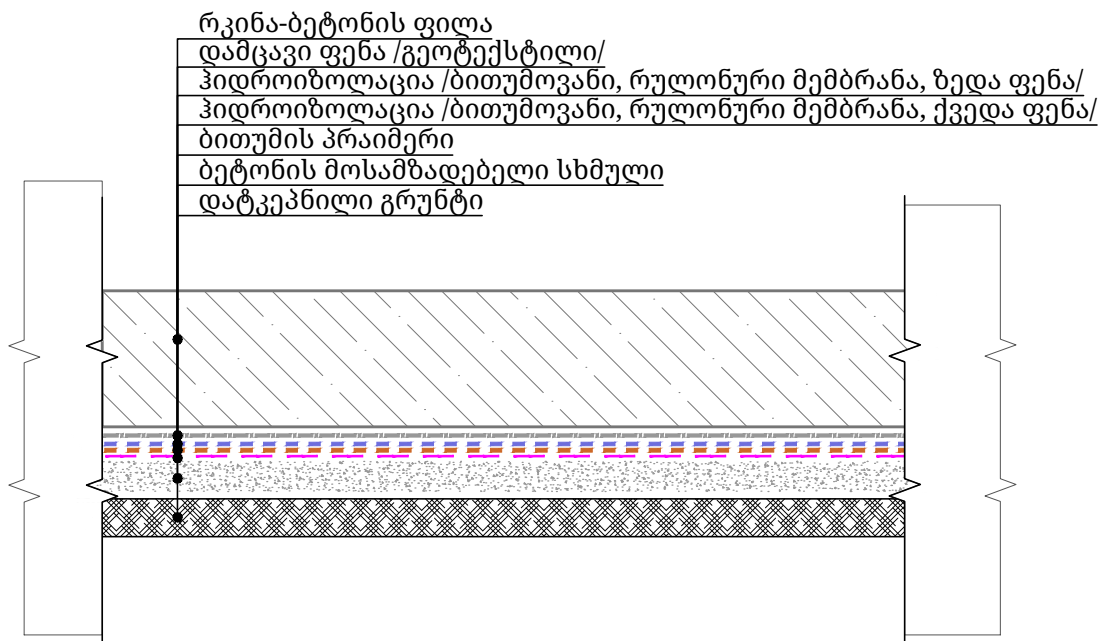 რკინა-ბეტონის ფილა
დამცავი ფენა /გეოტექსტილი/
ჰიდროიზოლაცია /ბითუმოვანი, რულონური მემბრანა, ზედა ფენა/
ჰიდროიზოლაცია /ბითუმოვანი, რულონური მემბრანა, ქვედა ფენა/
ბითუმის პრაიმერი
ბეტონის მოსამზადებელი სხმული
დატკეპნილი გრუნტი